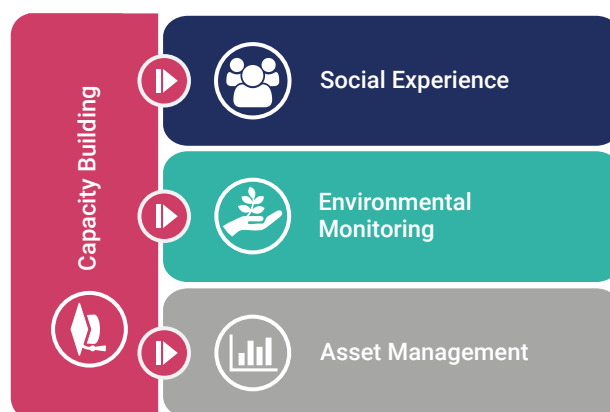 Capacity Building
Social Experience
Environmental
Monitoring
Asset Management